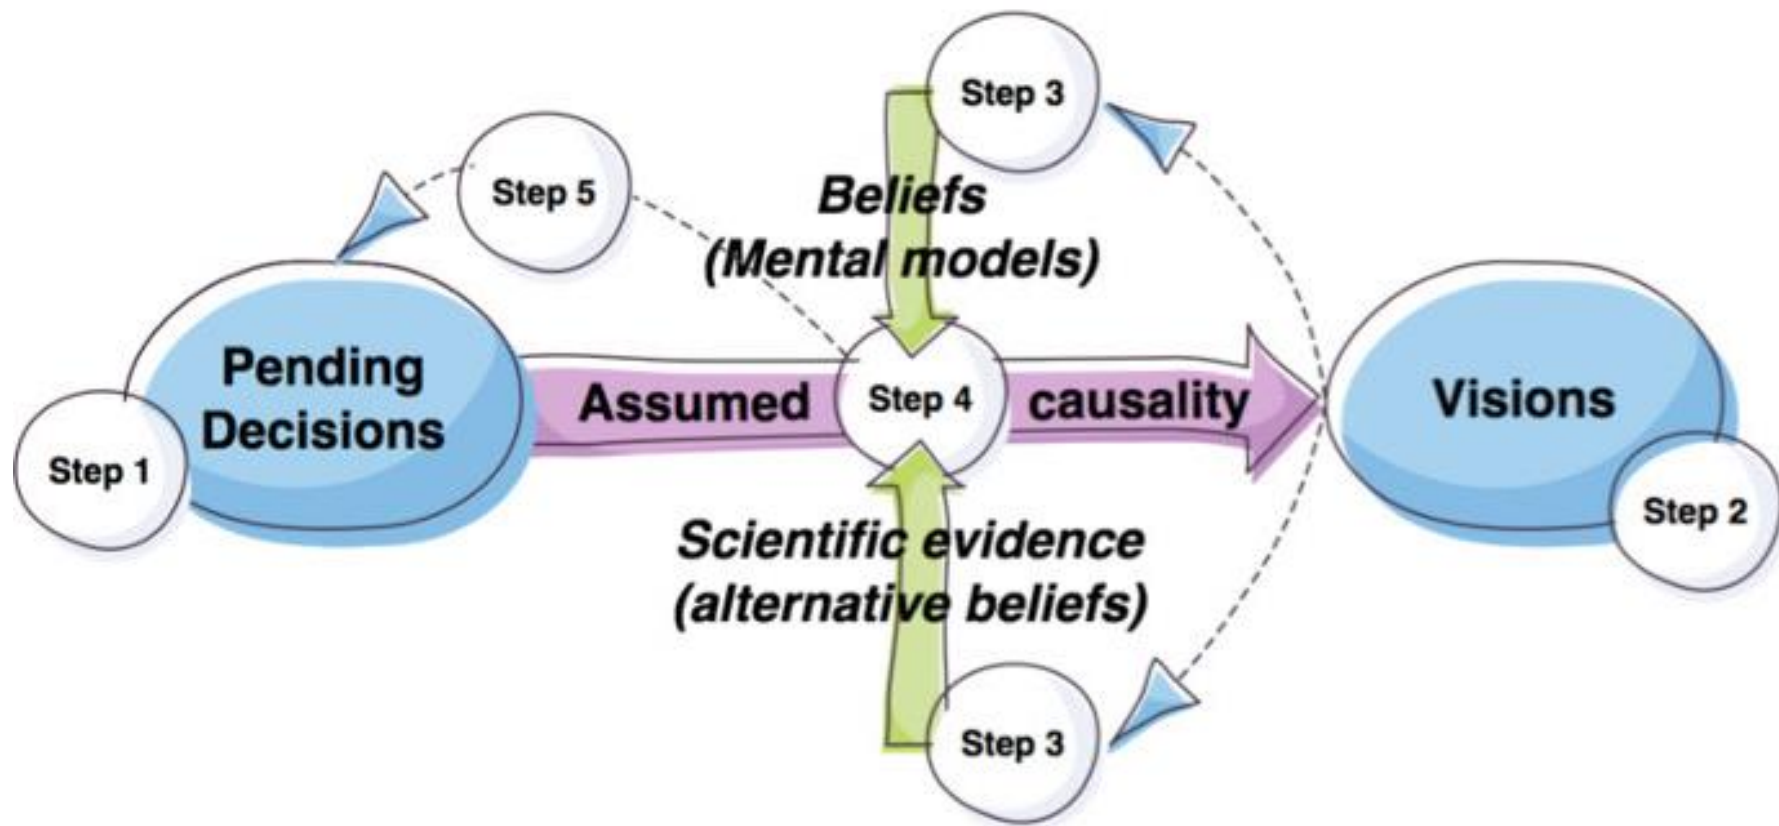 Step 3
Step 5
Beliefs
(Mental models)
Pending
Decisions
Step 1
Assumed
Step 4
causality
Visions
Step 2
Scientific evidence
(alternative beliefs)
Step 3